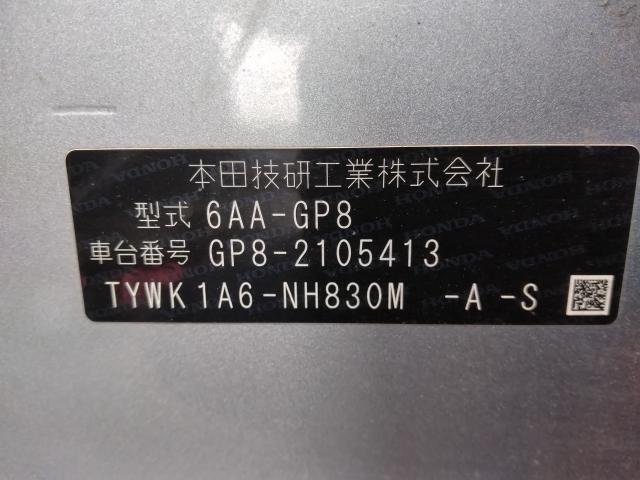 本田技研工業株式会社
型式 6AA-GP8
車台番号 GP8-2105413
TYWK1A6-NH830M -A -S